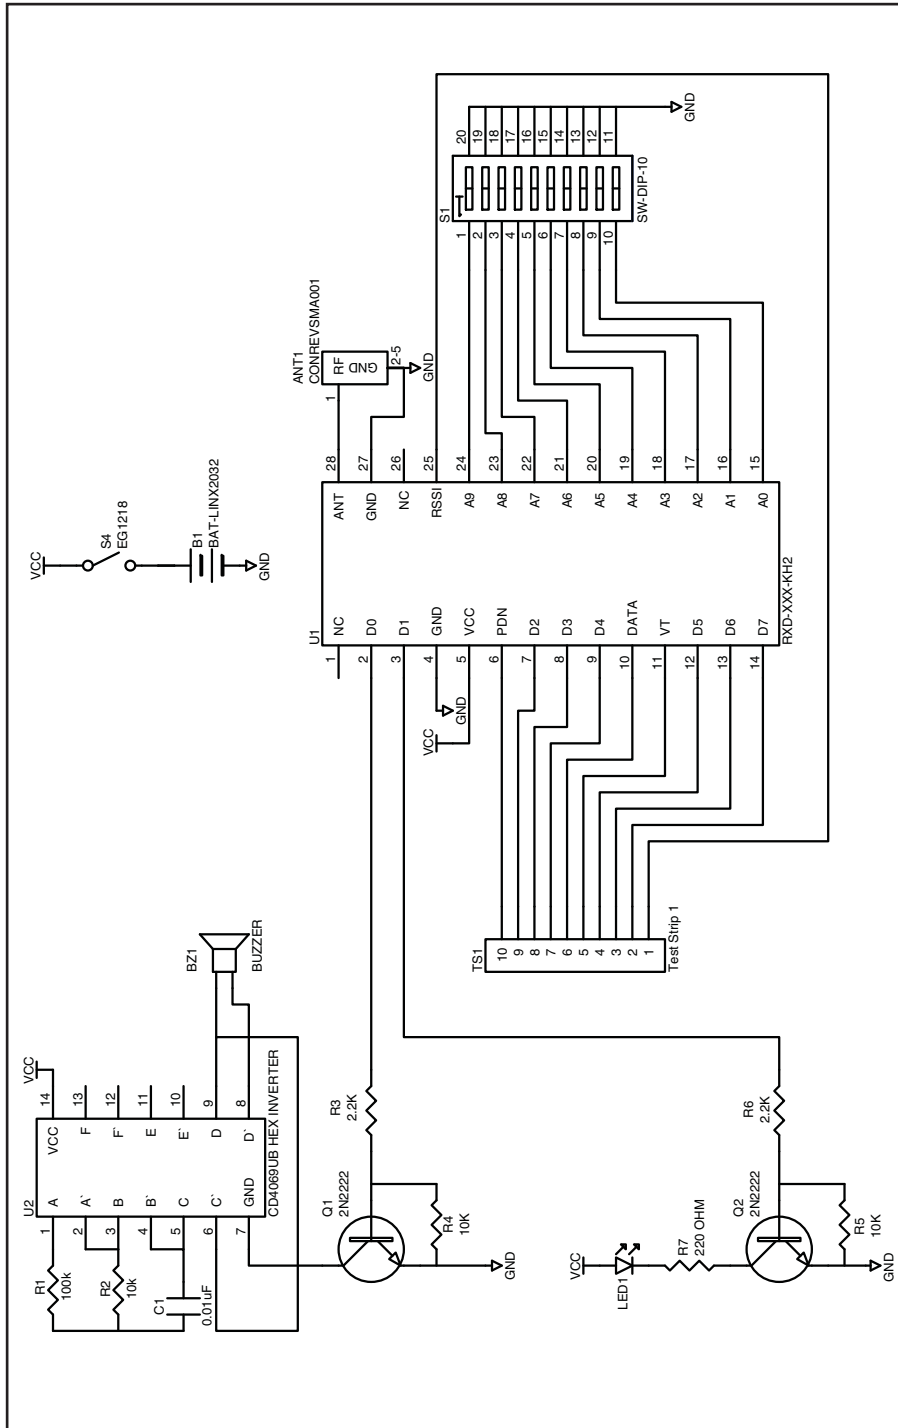 VCC
S4
EG1218
B1
BAT-LINX2032
GND
ANT1
CONREVSMA001
1
RF
GND
2-5
GND
S1
SW-DIP-10
1
2
3
4
5
6
7
8
9
10
20
19
18
17
16
15
14
13
12
11
GND
U1
RXD-XXX-KH2
1 NC
2 D0
3 D1
4 GND
5 VCC
6 PDN
7 D2
8 D3
9 D4
10 DATA
11 VT
12 D5
13 D6
14 D7
ANT 28
GND 27
NC 26
RSSI 25
A9 24
A8 23
A7 22
A6 21
A5 20
A4 19
A3 18
A2 17
A1 16
A0 15
GND
VCC
TS1
10
9
8
7
6
5
4
3
2
1
Test Strip 1
BZ1
BUZZER
VCC
U2
CD4069UB HEX INVERTER
1 A
2 A`
3 B
4 B`
5 C
6 C`
7 GND
VCC 14
F 13
F` 12
E 11
E` 10
D 9
D` 8
R1
100k
R2
10k
C1
0.01uF
Q1
2N2222
R3
2.2K
R4
10K
GND
VCC
LED1
R7
220 OHM
Q2
2N2222
R6
2.2K
R5
10K
GND